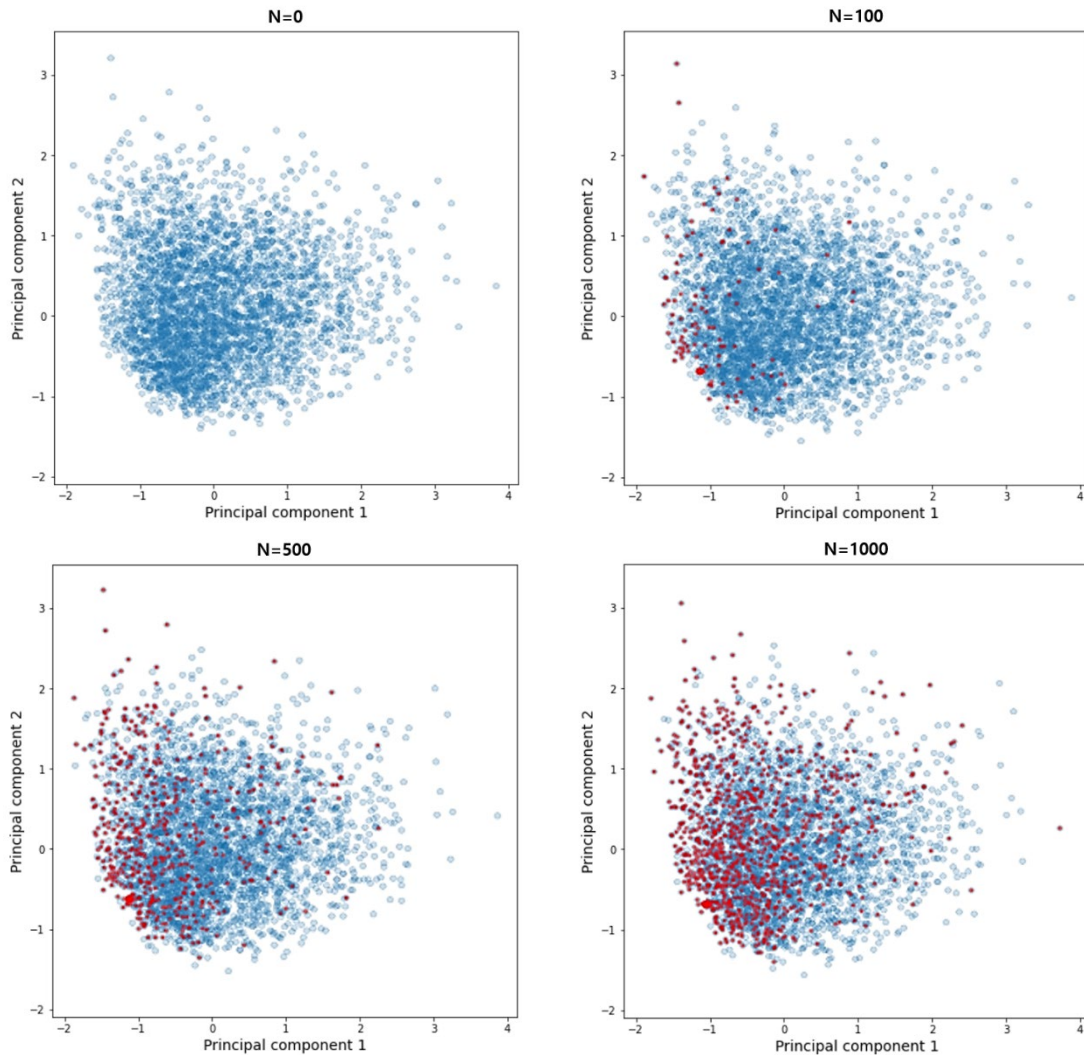 N=0
N=100
3
2
1
0
−1
−2
Principal component 2
−2 −1 0 1 2 3 4
Principal component 1
3
2
1
0
−1
−2
Principal component 2
−2 −1 0 1 2 3 4
Principal component 1
N=500
N=1000
3
2
1
0
−1
−2
Principal component 2
−2 −1 0 1 2 3 4
Principal component 1
3
2
1
0
−1
−2
Principal component 2
−2 −1 0 1 2 3 4
Principal component 1